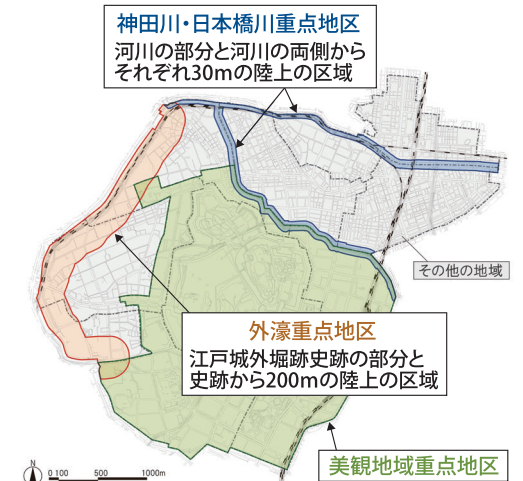 神田川・日本橋川重点地区
河川の部分と河川の両側から
それぞれ30mの陸上の区域
その他の地域
外濠重点地区
江戸城外堀跡史跡の部分と
史跡から200mの陸上の区域
美観地域重点地区
N
0 100 500 1000m